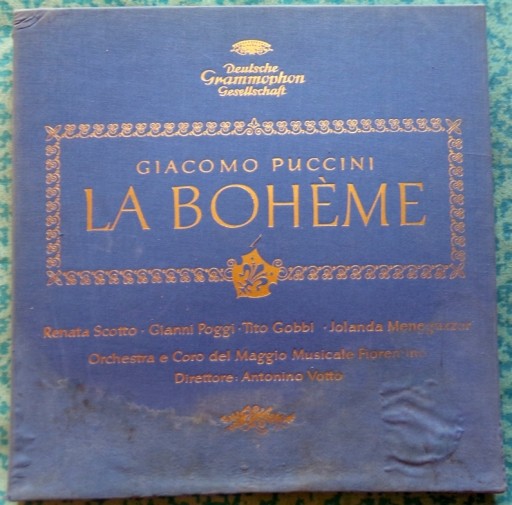 Deutsche
Grammophon
Gesellschaft
GIACOMO PUCCINI
LA BOHÈME
Renata Scotto · Gianni Poggi · Tito Gobbi · Jolanda
Orchestra e Coro del Maggio Musicale Fiorentino
Direttore: Antonino Votto